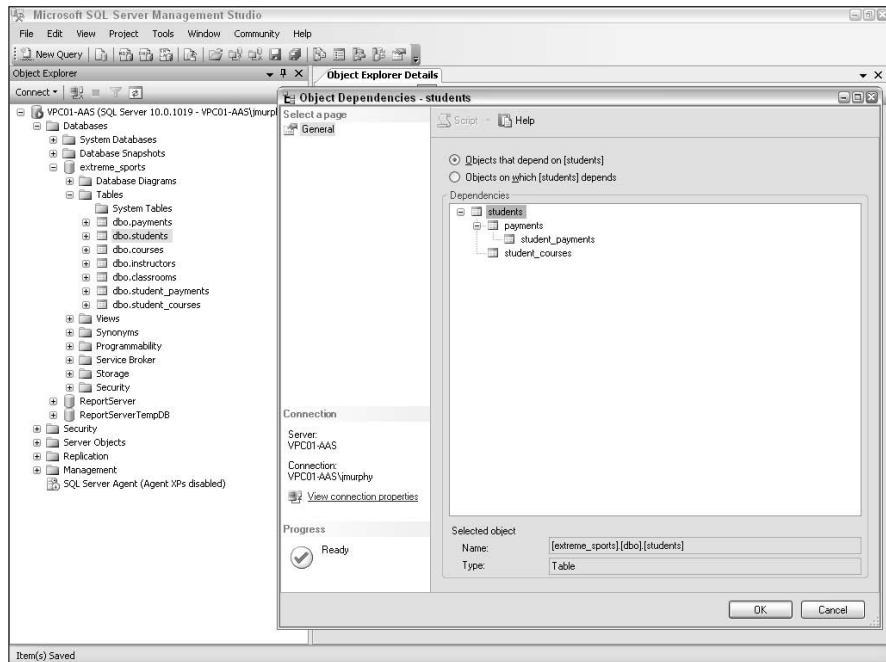 Microsoft SQL Server Management Studio
File Edit View Project Tools Window Community Help
New Query
Object Explorer
Connect
VPC01-AAS (SQL Server 10.0.1019 - VPC01-AAS\jmurpl
Databases
System Databases
Database Snapshots
extreme_sports
Database Diagrams
Tables
System Tables
dbo.payments
dbo.students
dbo.courses
dbo.instructors
dbo.classrooms
dbo.student_payments
dbo.student_courses
Views
Synonyms
Programmability
Service Broker
Storage
Security
ReportServer
ReportServerTempDB
Security
Server Objects
Replication
Management
SQL Server Agent (Agent XPs disabled)
Object Explorer Details
Object Dependencies - students
Select a page
General
Script Help
Objects that depend on [students]
Objects on which [students] depends
Dependencies
students
payments
student_payments
student_courses
Connection
Server:
VPC01-AAS
Connection:
VPC01-AAS\jmurphy
View connection properties
Progress
Ready
Selected object
Name: [extreme_sports].[dbo].[students]
Type: Table
OK Cancel
Item(s) Saved